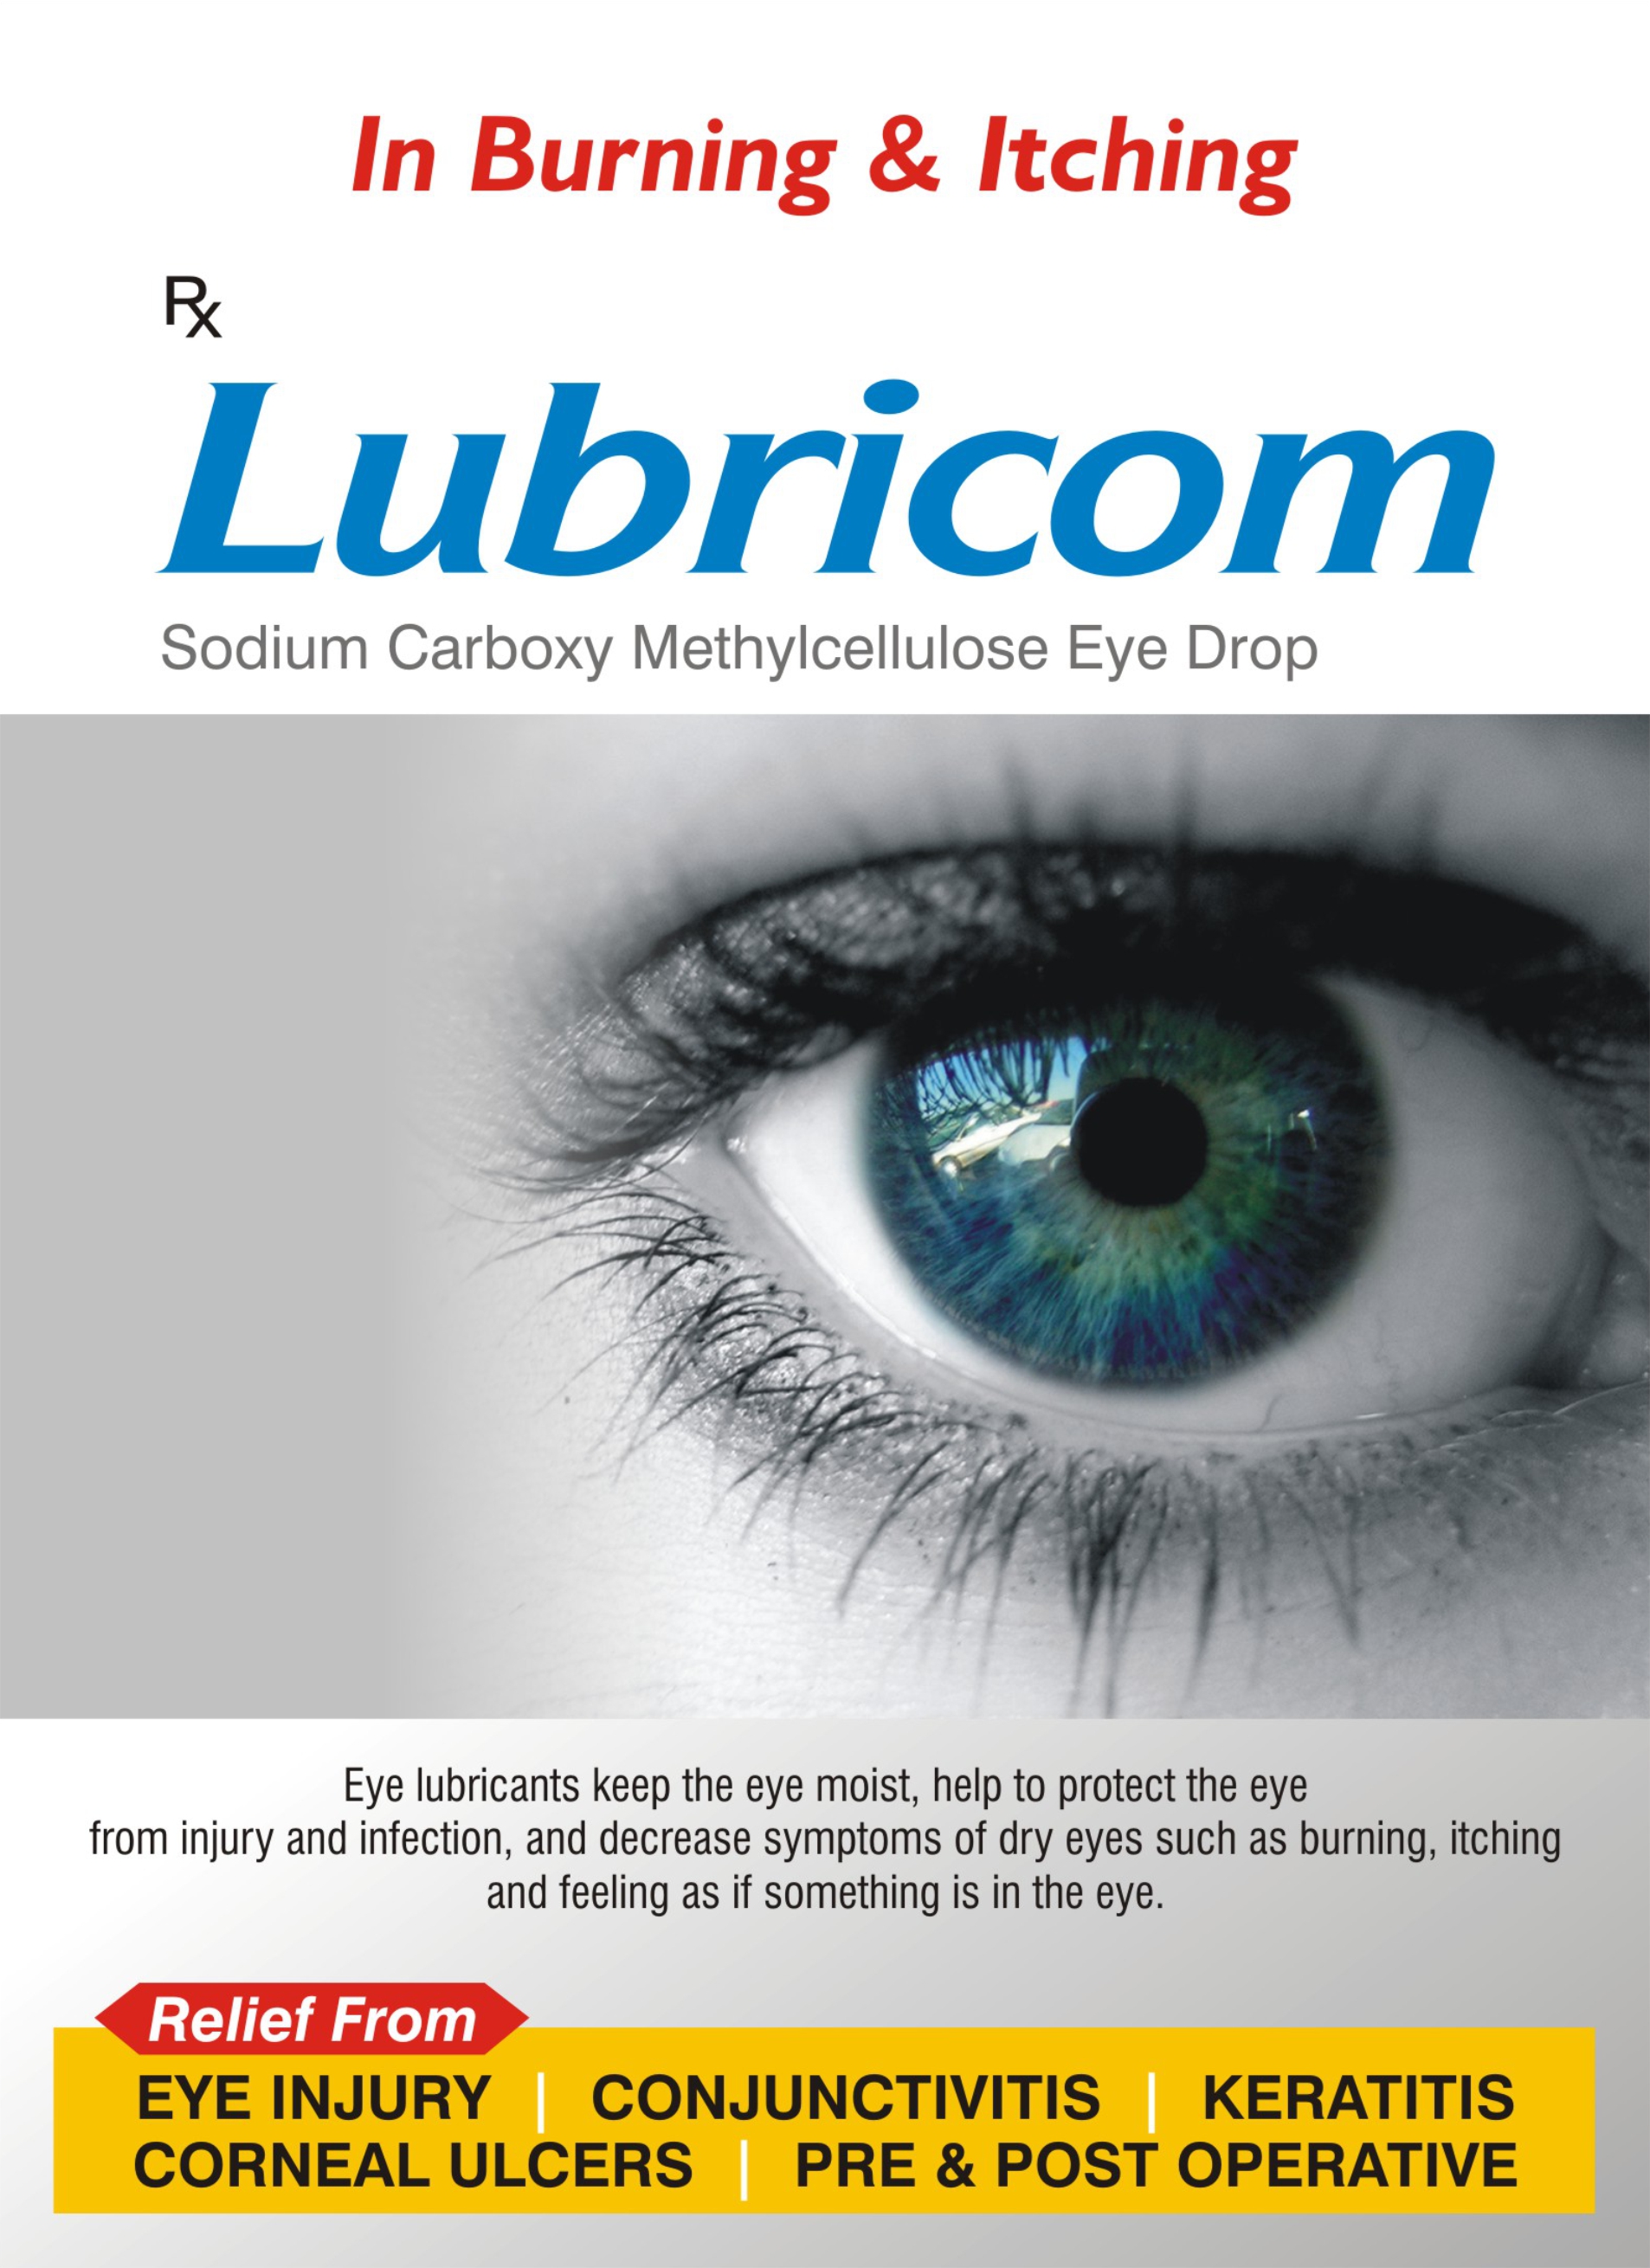 In Burning & Itching
Rx
Lubricom
Sodium Carboxy Methylcellulose Eye Drop
Eye lubricants keep the eye moist, help to protect the eye
from injury and infection, and decrease symptoms of dry eyes such as burning, itching
and feeling as if something is in the eye.
Relief From
EYE INJURY | CONJUNCTIVITIS | KERATITIS
CORNEAL ULCERS | PRE & POST OPERATIVE